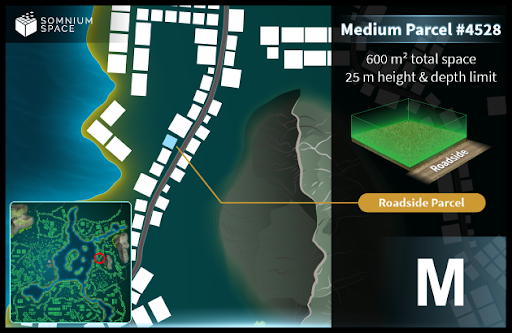 SOMNIUM
SPACE
Medium Parcel #4528
600 m² total space
25 m height & depth limit
Roadside
Roadside Parcel
M